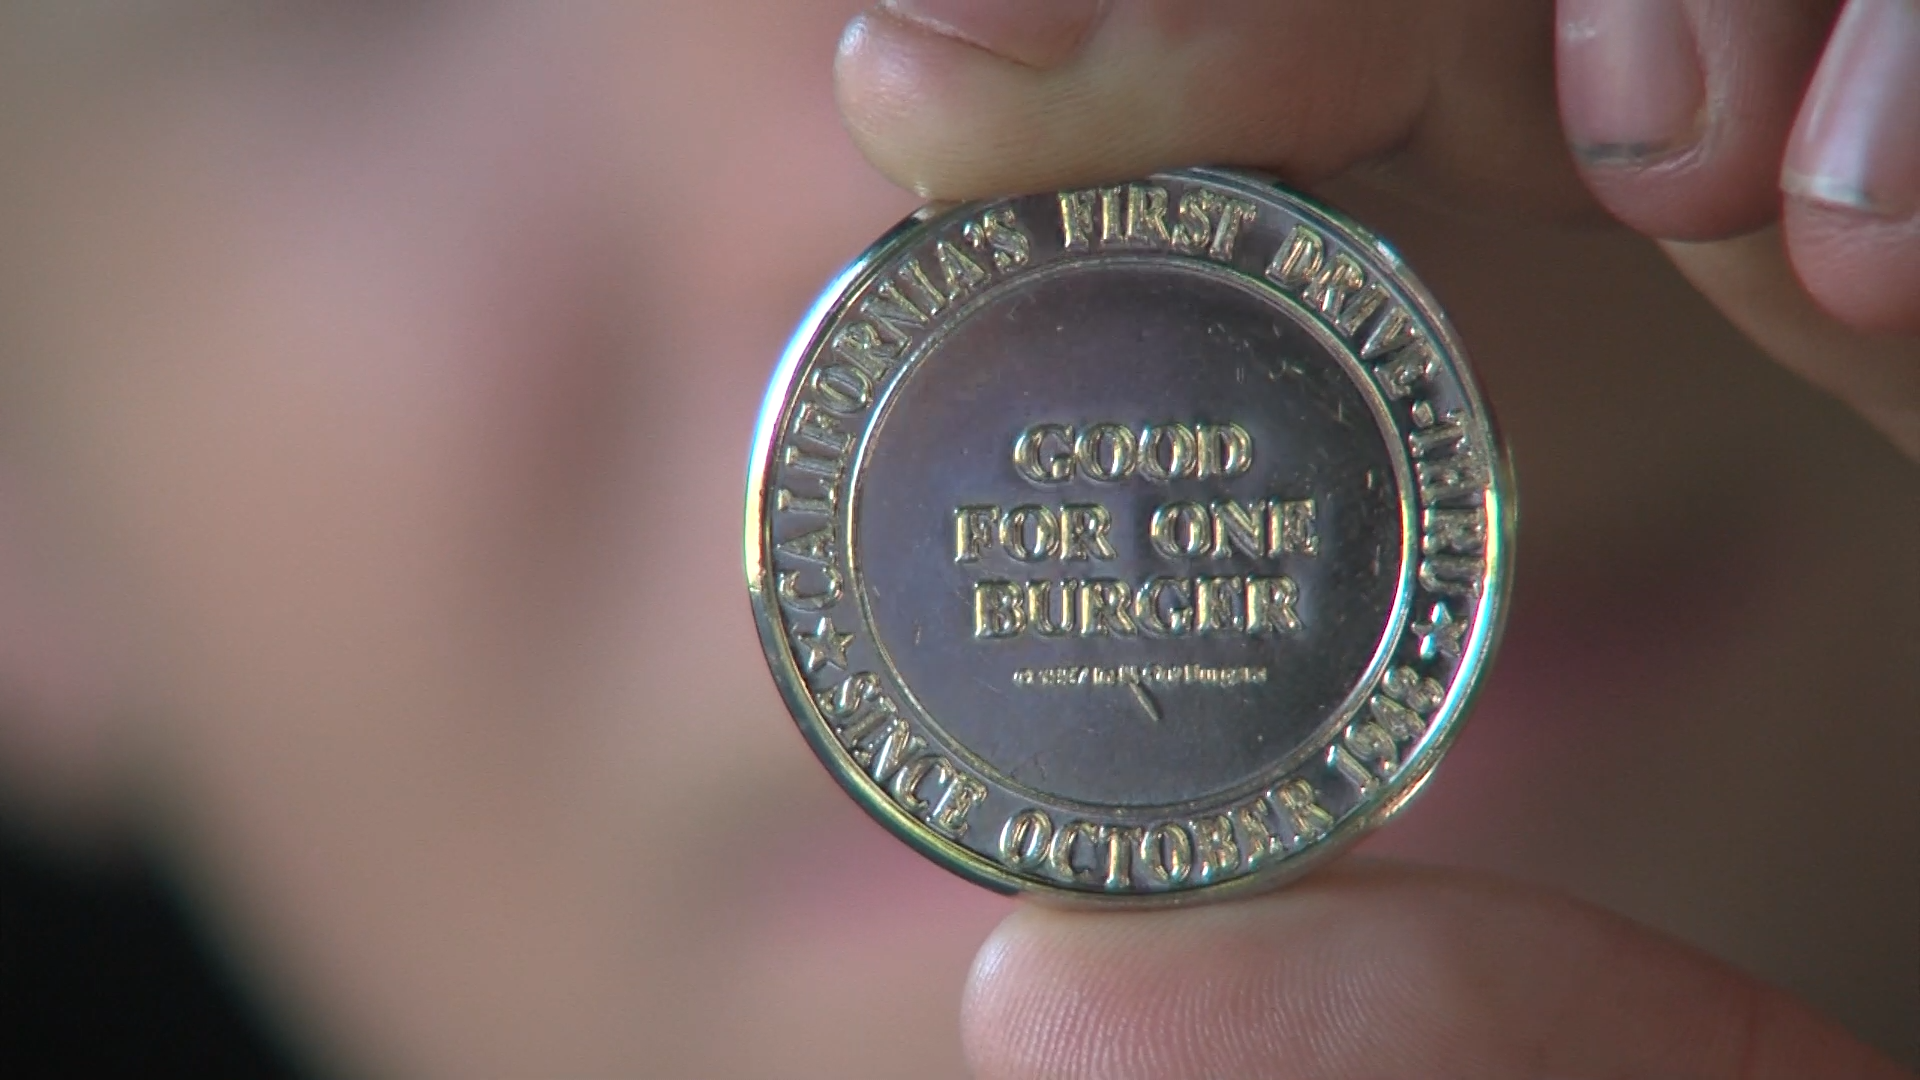 CALIFORNIA'S FIRST DRIVE-THRU
GOOD
FOR ONE
BURGER
SINCE OCTOBER 1948